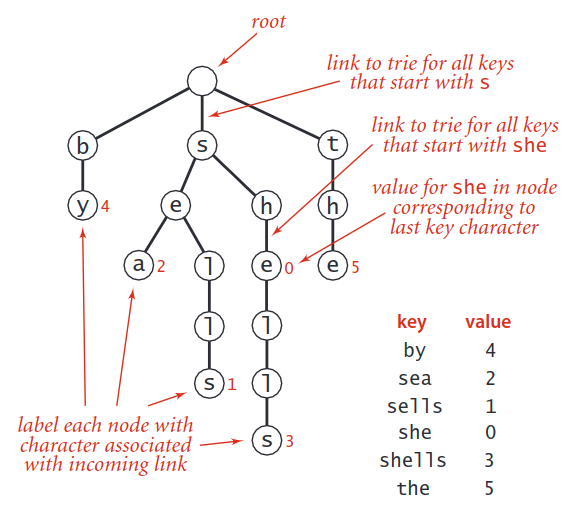 root
link to trie for all keys
that start with s
link to trie for all keys
that start with she
b
s
t
value for she in node
corresponding to
last key character
y 4
e
h
h
a 2
l
e 0
e 5
l
l
key value
by 4
sea 2
sells 1
she 0
shells 3
the 5
s 1
l
label each node with
character associated
with incoming link
s 3